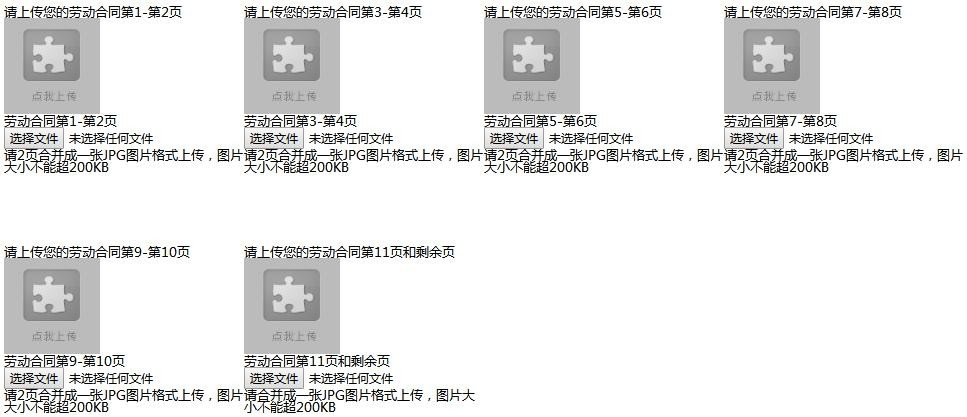 请上传您的劳动合同第1-第2页
点我上传
劳动合同第1-第2页
选择文件 未选择任何文件
请2页合并成一张JPG图片格式上传，图片
大小不能超200KB
请上传您的劳动合同第3-第4页
点我上传
劳动合同第3-第4页
选择文件 未选择任何文件
请2页合并成一张JPG图片格式上传，图片
大小不能超200KB
请上传您的劳动合同第5-第6页
点我上传
劳动合同第5-第6页
选择文件 未选择任何文件
请2页合并成一张JPG图片格式上传，图片
大小不能超200KB
请上传您的劳动合同第7-第8页
点我上传
劳动合同第7-第8页
选择文件 未选择任何文件
请2页合并成一张JPG图片格式上传，图片
大小不能超200KB
请上传您的劳动合同第9-第10页
点我上传
劳动合同第9-第10页
选择文件 未选择任何文件
请2页合并成一张JPG图片格式上传，图片
大小不能超200KB
请上传您的劳动合同第11页和剩余页
点我上传
劳动合同第11页和剩余页
选择文件 未选择任何文件
请合并成一张JPG图片格式上传，图片大
小不能超200KB